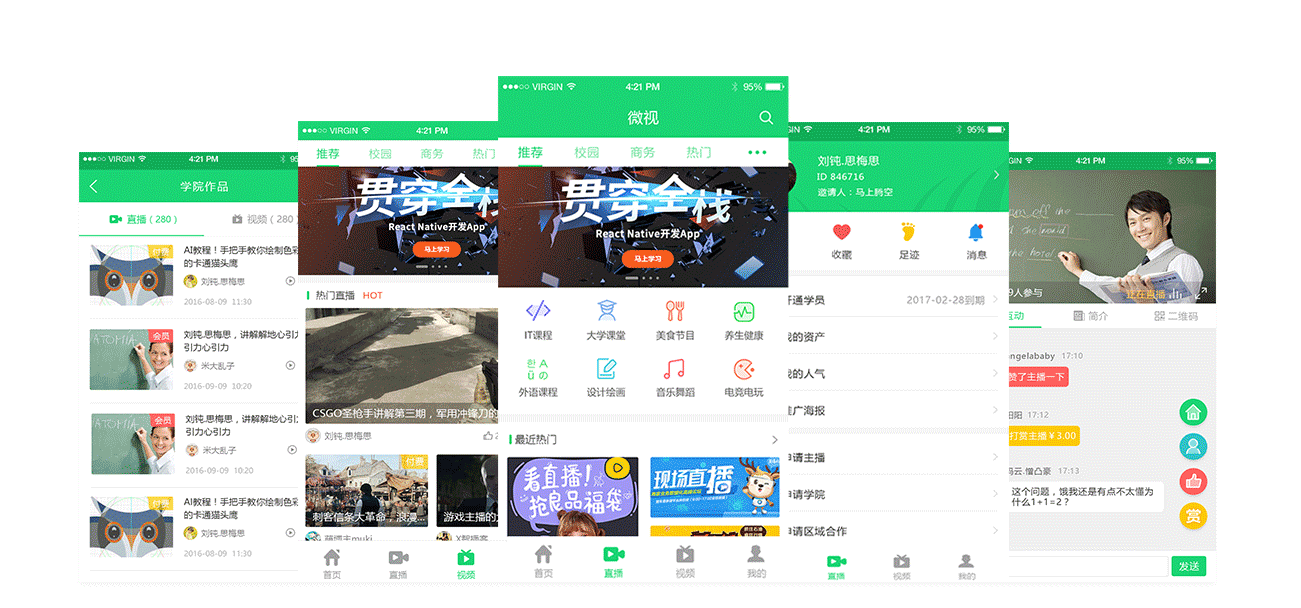 VIRGIN 4:21 PM 95
学院作品
直播 ( 280 ) 视频 ( 280
付费
AI教程！手把手教你绘制色彩
的卡通猫头鹰
刘钝.思梅思
2016-08-09 11:30
会员
刘钝.思梅思，讲解解地心引力
引力心引力
米大乱子
2016-09-09 10:20
会员
刘钝.思梅思，讲解解地心引力
引力心引力
米大乱子
2016-09-09 10:20
付费
AI教程！手把手教你绘制色彩
的卡通猫头鹰
刘钝.思梅思
2016-08-09 11:30
VIRGIN 4:21 PM
推荐 校园 商务 热门
贯穿全栈
React Native开发App
马上学习
热门直播 HOT
CSGO圣枪手讲解第三期，军用冲锋刀的
刘钝.思梅思
付费
刺客信条大革命，浪漫...
游戏主播的
萌博主muki
X智播客
首页 直播 视频
VIRGIN 4:21 PM 95%
微视
推荐 校园 商务 热门
贯穿全栈
React Native开发App
马上学习
IT课程 大学课堂 美食节目 养生健康
外语课程 设计绘画 音乐舞蹈 电竞电玩
最近热门
看直播！
抢良品福袋
现场直播
首页 直播 视频 我的
GIN 4:21 PM 95%
刘钝.思梅思
ID 846716
邀请人：马上腾空
收藏 足迹 消息
开通学员 2017-02-28到期
我的资产
我的人气
推广海报
申请主播
申请学院
申请区域合作
直播 视频 我的
GIN 4:21 PM 95%
9人参与 正在直播
互动 简介 二维码
angelababy 17:10
赞了主播一下
17:12
打赏主播￥3.00
马云.憎凸豪 17:13
这个问题，饿我还是有点不太懂为
什么1+1=2？
赏
发送